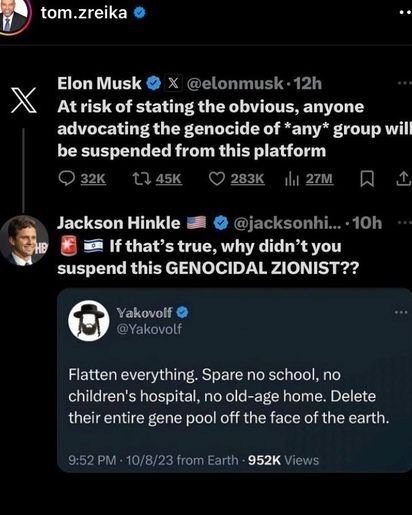 tom.zreika
Elon Musk X @elonmusk · 12h
At risk of stating the obvious, anyone
advocating the genocide of *any* group will
be suspended from this platform
32K 45K 283K 27M
Jackson Hinkle 🇺🇸 @jacksonhi... · 10h
🚨 🇮🇱 If that's true, why didn't you
suspend this GENOCIDAL ZIONIST??
𝕐akovolf
@Yakovolf
Flatten everything. Spare no school, no
children's hospital, no old-age home. Delete
their entire gene pool off the face of the earth.
9:52 PM · 10/8/23 from Earth · 952K Views